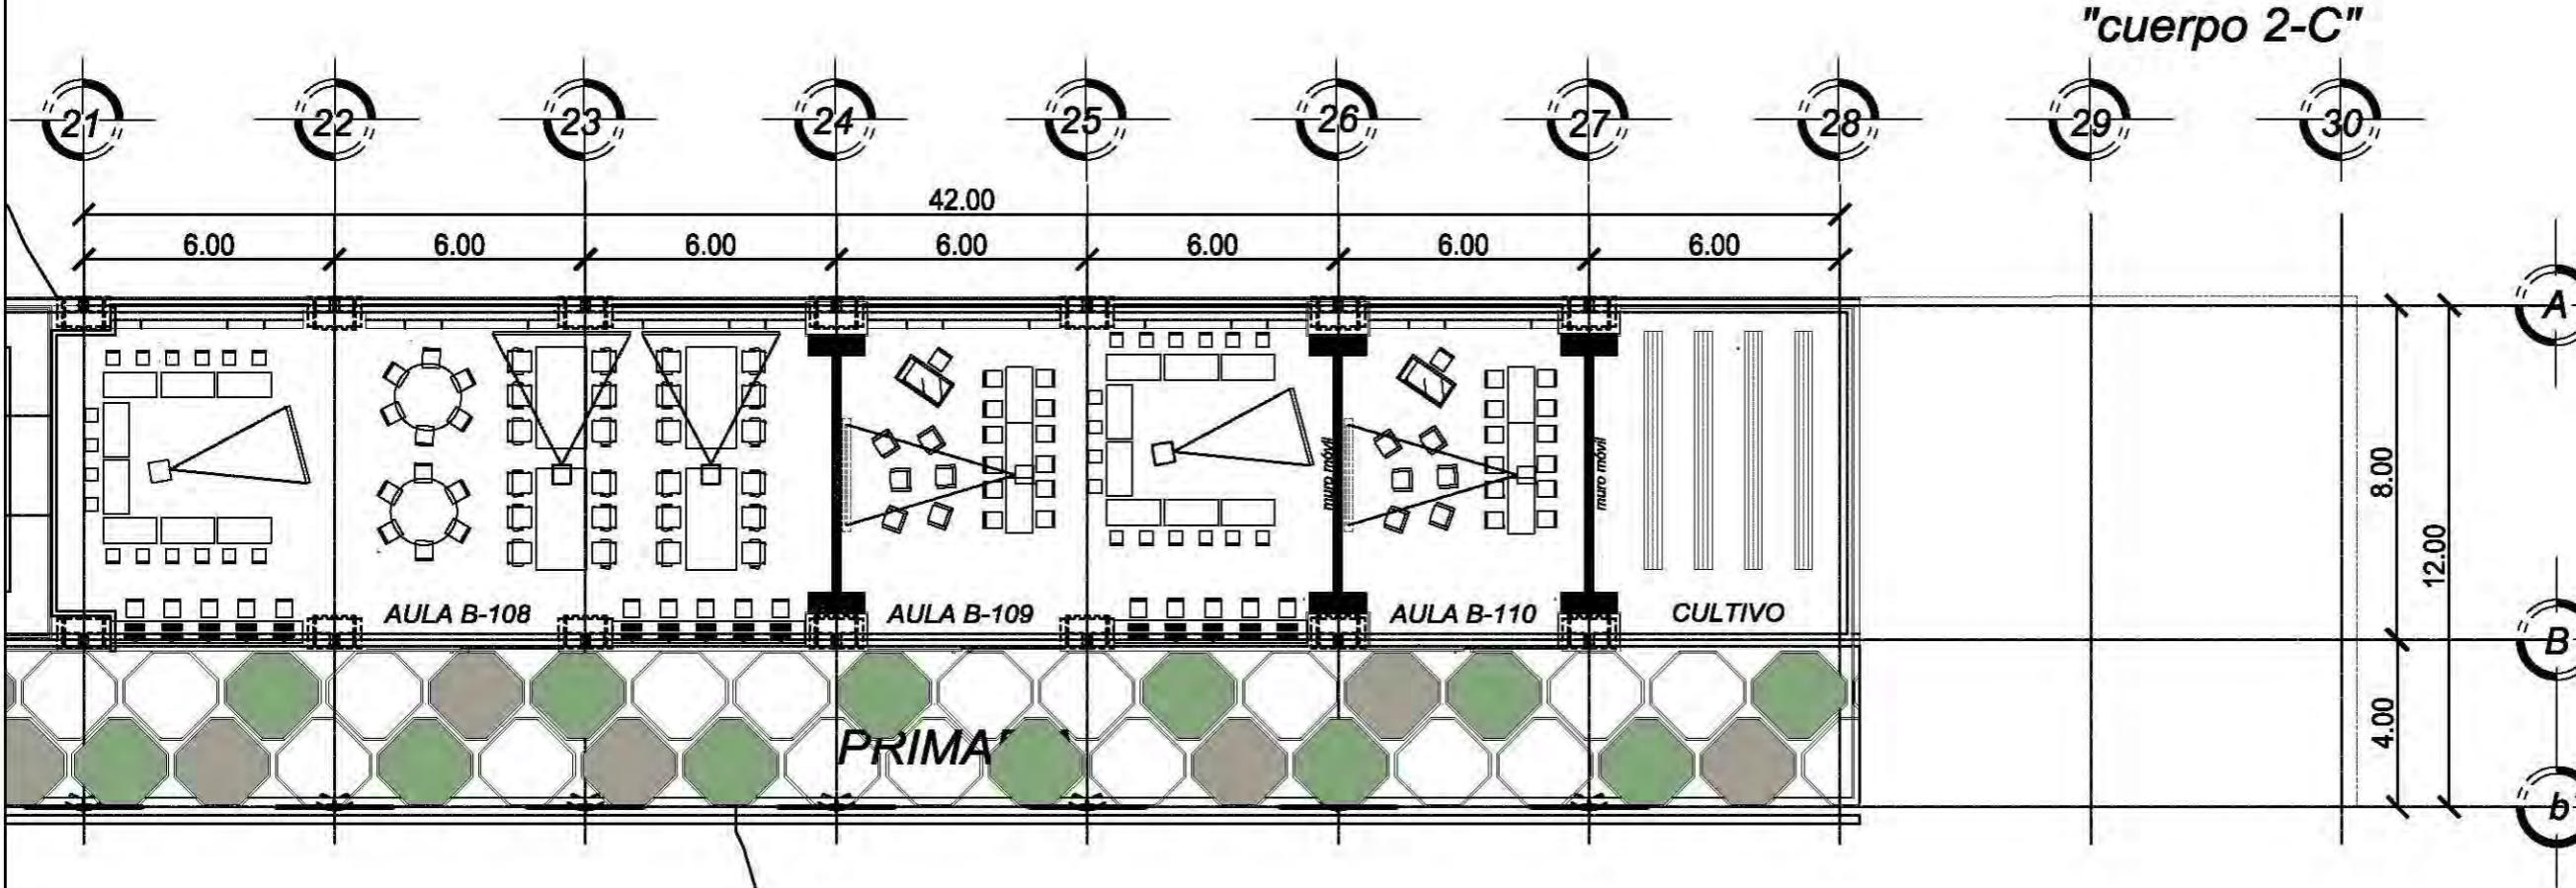 "cuerpo 2-C"
21 22 23 24 25 26 27 28 29 30
42.00
6.00 6.00 6.00 6.00 6.00 6.00 6.00
A
muro móvil muro móvil
8.00
12.00
AULA B-108 AULA B-109 AULA B-110 CULTIVO
B
4.00
PRIMA
b